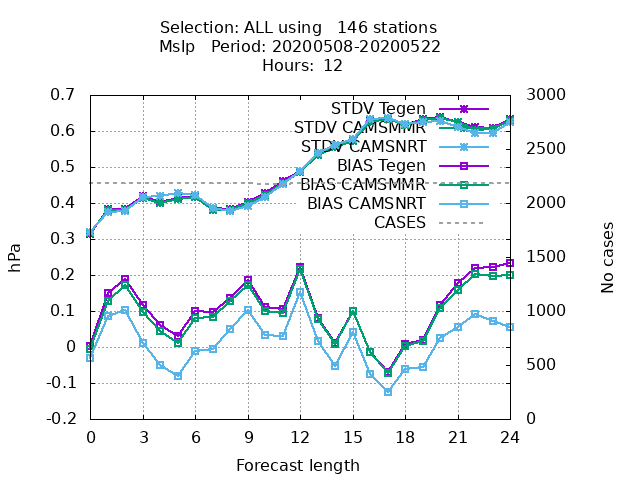 Selection: ALL using   146 stations
Mslp   Period: 20200508-20200522
Hours:  12
0.7
0.6
0.5
0.4
0.3
0.2
0.1
0
-0.1
-0.2
hPa
3000
2500
2000
1500
1000
500
0
No cases
STDV Tegen
STDV CAMSMMR
STDV CAMSNRT
BIAS Tegen
BIAS CAMSMMR
BIAS CAMSNRT
CASES
0 3 6 9 12 15 18 21 24
Forecast length